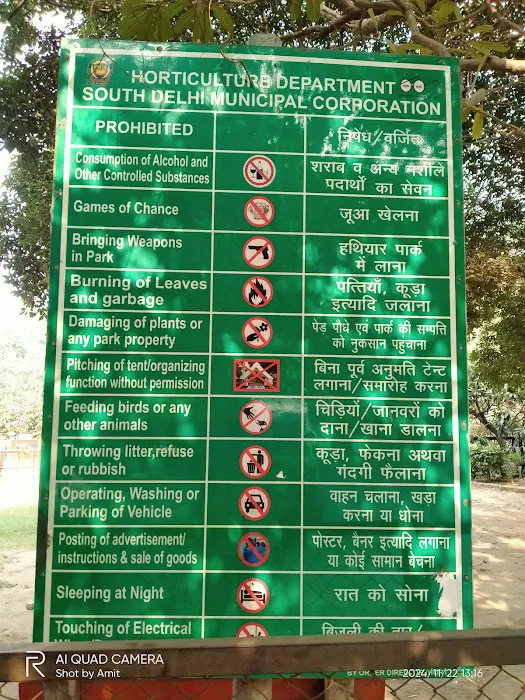 HORTICULTURE DEPARTMENT
SOUTH DELHI MUNICIPAL CORPORATION
PROHIBITED
निषेध/वर्जित
Consumption of Alcohol and
Other Controlled Substances
शराब व अन्य नशीले
पदार्थों का सेवन
Games of Chance
जूआ खेलना
Bringing Weapons
in Park
हथियार पार्क
में लाना
Burning of Leaves
and garbage
पत्तियाँ, कूड़ा
इत्यादि जलाना
Damaging of plants or
any park property
पेड़ पौधे एवं पार्क की सम्पत्ति
को नुकसान पहुंचाना
Pitching of tent/organizing
function without permission
बिना पूर्व अनुमति टेन्ट
लगाना/समारोह करना
Feeding birds or any
other animals
चिड़ियों/जानवरों को
दाना/खाना डालना
Throwing litter,refuse
or rubbish
कूड़ा, फेकना अथवा
गंदगी फैलाना
Operating, Washing or
Parking of Vehicle
वाहन चलाना, खड़ा
करना या धोना
Posting of advertisement/
instructions & sale of goods
पोस्टर, बैनर इत्यादि लगाना
या कोई सामान बेचना
Sleeping at Night
रात को सोना
Touching of Electrical
बिजली की तार/
BY OR
AI QUAD CAMERA
Shot by Amit
2024/11/22 13:16